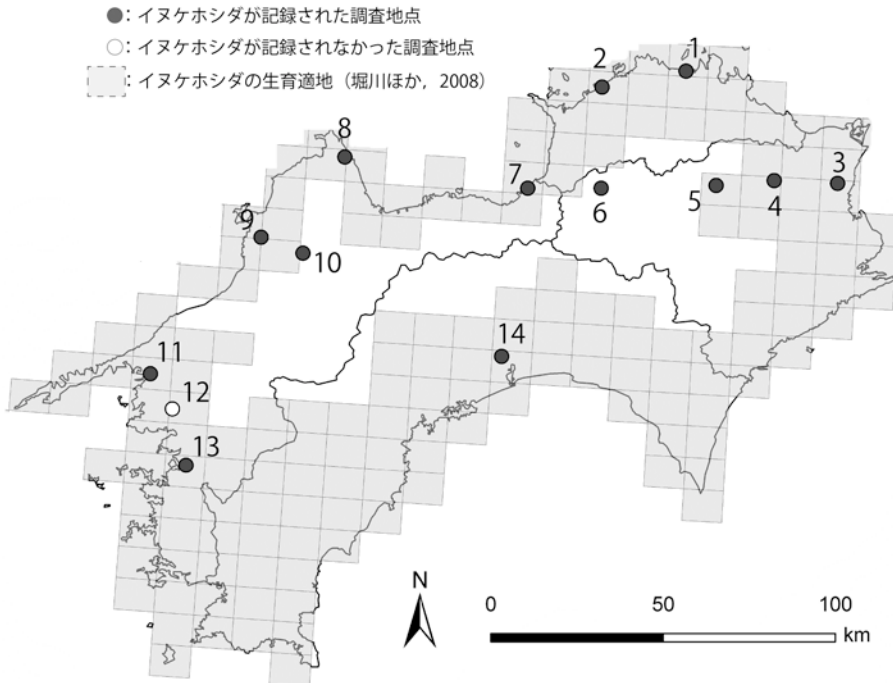 ●: イヌケホシダが記録された調査地点
○: イヌケホシダが記録されなかった調査地点
: イヌケホシダの生育適地（堀川ほか，2008）
1
2
8
3
7
6
5
4
9
10
14
11
12
13
N
0 50 100
km